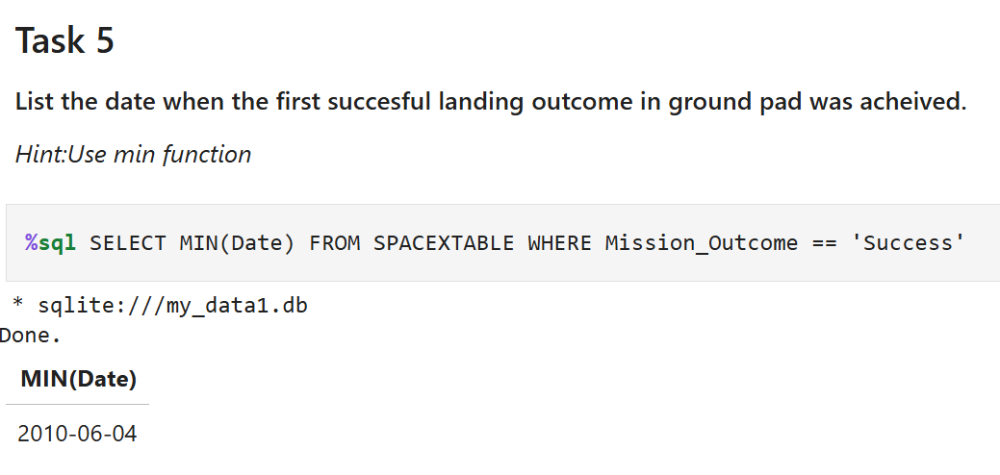 Task 5
List the date when the first succesful landing outcome in ground pad was acheived.
Hint:Use min function
%sql SELECT MIN(Date) FROM SPACEXTABLE WHERE Mission_Outcome == 'Success'
* sqlite:///my_data1.db
Done.
MIN(Date)
2010-06-04